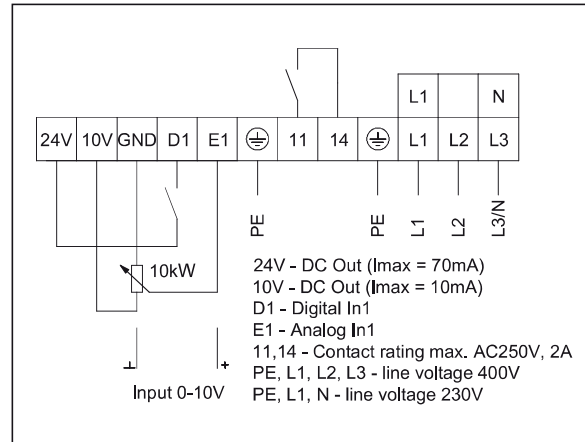 L1 N
24V 10V GND D1 E1 11 14 L1 L2 L3
PE PE L1 L2 L3/N
10kW
24V - DC Out (Imax = 70mA)
10V - DC Out (Imax = 10mA)
D1 - Digital In1
E1 - Analog In1
11,14 - Contact rating max. AC250V, 2A
PE, L1, L2, L3 - line voltage 400V
PE, L1, N - line voltage 230V
⊥ +
Input 0-10V